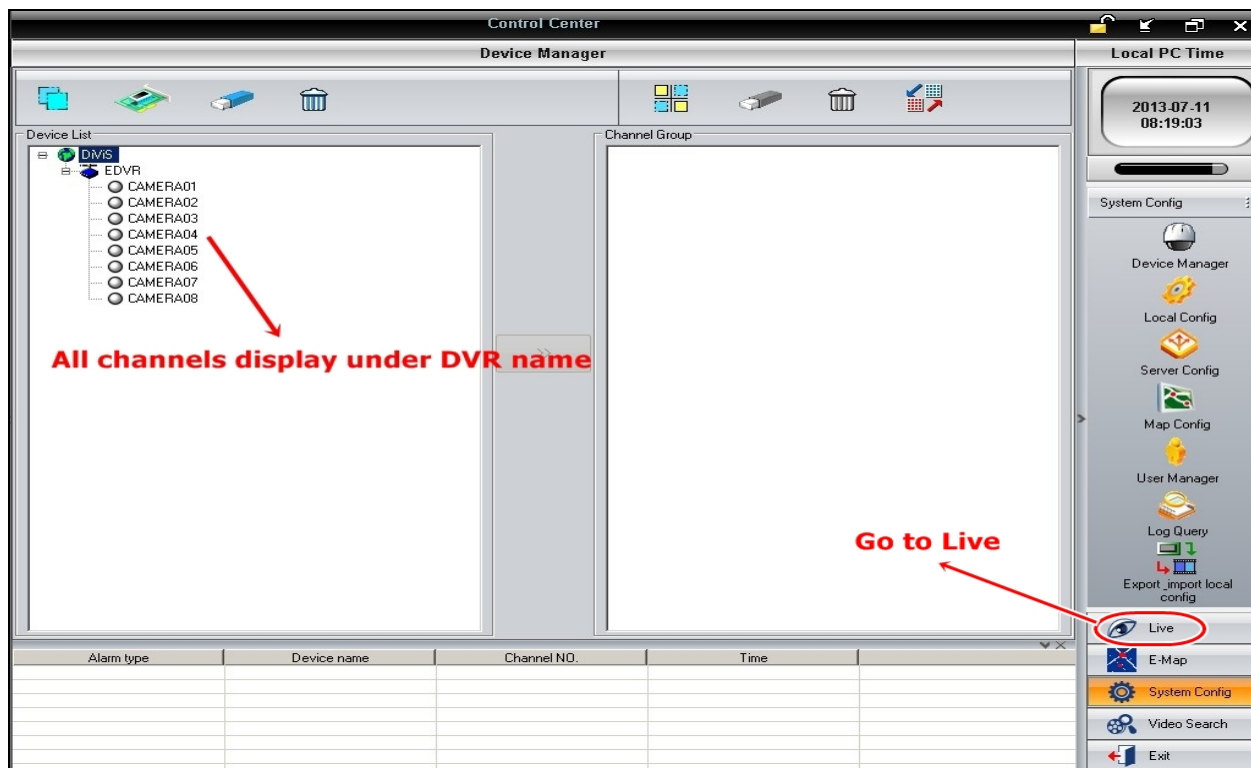 Control Center
Device Manager
Local PC Time
2013-07-11
08:19:03
Device List
DiViS
EDVR
CAMERA01
CAMERA02
CAMERA03
CAMERA04
CAMERA05
CAMERA06
CAMERA07
CAMERA08
All channels display under DVR name
>>
Channel Group
Go to Live
System Config
Device Manager
Local Config
Server Config
Map Config
User Manager
Log Query
Export_import local
config
Live
E-Map
System Config
Video Search
Exit
Alarm type Device name Channel NO. Time